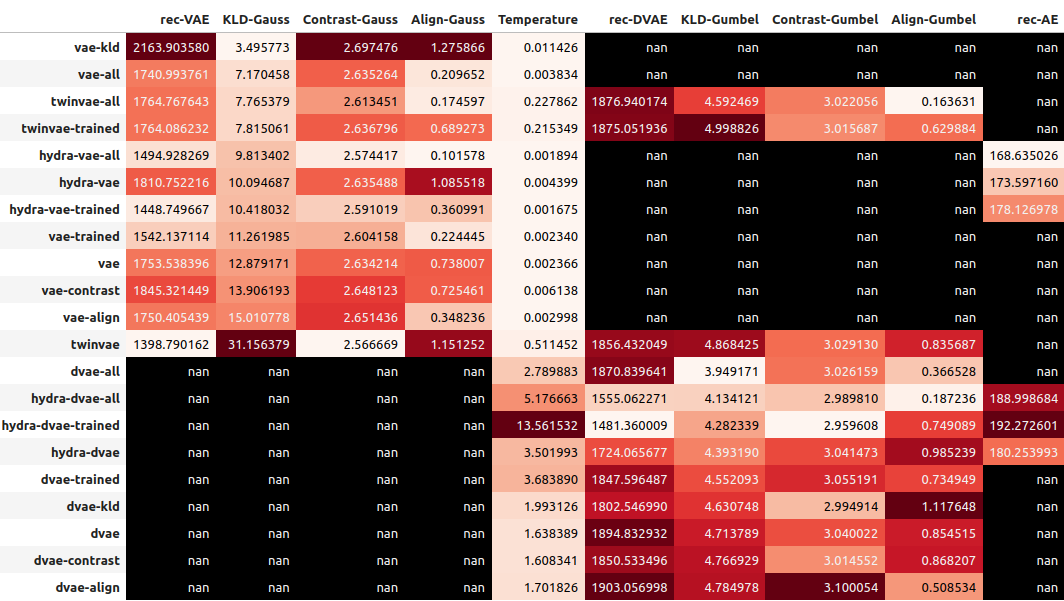 rec-VAE KLD-Gauss Contrast-Gauss Align-Gauss Temperature rec-DVAE KLD-Gumbel Contrast-Gumbel Align-Gumbel rec-AE
vae-kld 2163.903580 3.495773 2.697476 1.275866 0.011426 nan nan nan nan nan
vae-all 1740.993761 7.170458 2.635264 0.209652 0.003834 nan nan nan nan nan
twinvae-all 1764.767643 7.765379 2.613451 0.174597 0.227862 1876.940174 4.592469 3.022056 0.163631 nan
twinvae-trained 1764.086232 7.815061 2.636796 0.689273 0.215349 1875.051936 4.998826 3.015687 0.629884 nan
hydra-vae-all 1494.928269 9.813402 2.574417 0.101578 0.001894 nan nan nan nan 168.635026
hydra-vae 1810.752216 10.094687 2.635488 1.085518 0.004399 nan nan nan nan 173.597160
hydra-vae-trained 1448.749667 10.418032 2.591019 0.360991 0.001675 nan nan nan nan 178.126978
vae-trained 1542.137114 11.261985 2.604158 0.224445 0.002340 nan nan nan nan nan
vae 1753.538396 12.879171 2.634214 0.738007 0.002366 nan nan nan nan nan
vae-contrast 1845.321449 13.906193 2.648123 0.725461 0.006138 nan nan nan nan nan
vae-align 1750.405439 15.010778 2.651436 0.348236 0.002998 nan nan nan nan nan
twinvae 1398.790162 31.156379 2.566669 1.151252 0.511452 1856.432049 4.868425 3.029130 0.835687 nan
dvae-all nan nan nan nan 2.789883 1870.839641 3.949171 3.026159 0.366528 nan
hydra-dvae-all nan nan nan nan 5.176663 1555.062271 4.134121 2.989810 0.187236 188.998684
hydra-dvae-trained nan nan nan nan 13.561532 1481.360009 4.282339 2.959608 0.749089 192.272601
hydra-dvae nan nan nan nan 3.501993 1724.065677 4.393190 3.041473 0.985239 180.253993
dvae-trained nan nan nan nan 3.683890 1847.596487 4.552093 3.055191 0.734949 nan
dvae-kld nan nan nan nan 1.993126 1802.546990 4.630748 2.994914 1.117648 nan
dvae nan nan nan nan 1.638389 1894.832932 4.713789 3.040022 0.854515 nan
dvae-contrast nan nan nan nan 1.608341 1850.533496 4.766929 3.014552 0.868207 nan
dvae-align nan nan nan nan 1.701826 1903.056998 4.784978 3.100054 0.508534 nan